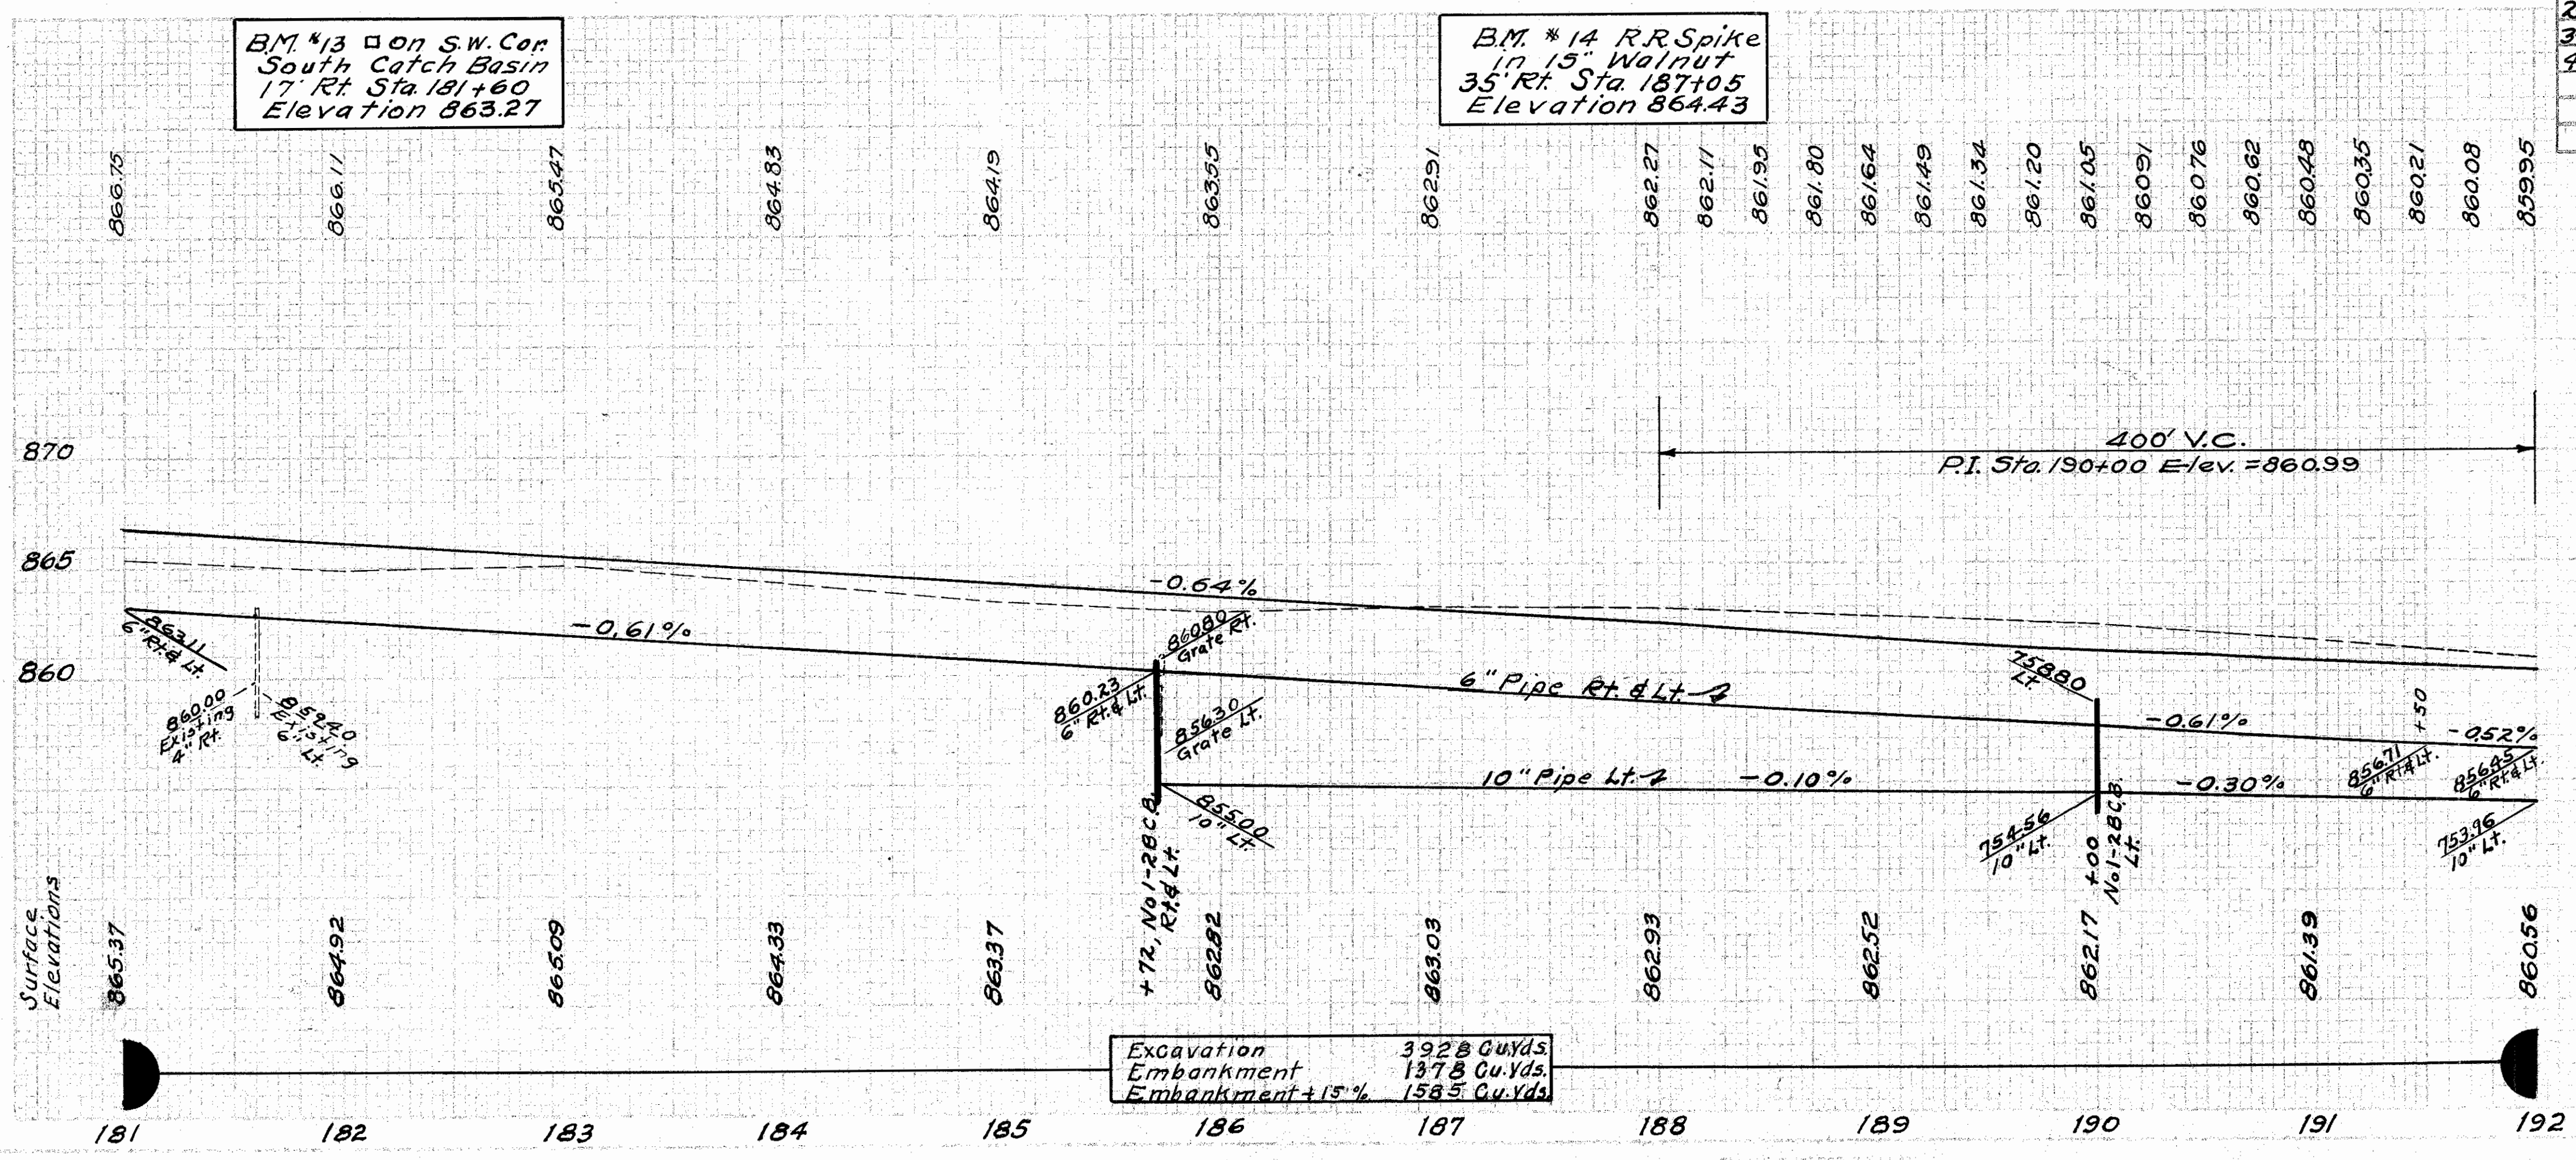 B.M. #13 □ on S.W. Cor.
South Catch Basin
17' Rt. Sta. 181+60
Elevation 863.27
B.M. #14 R.R. Spike
in 15" Walnut
35' Rt. Sta. 187+05
Elevation 864.43
2
3
4
866.75
866.11
865.47
864.83
864.19
863.55
862.91
862.27
862.11
861.95
861.80
861.64
861.49
861.34
861.20
861.05
860.91
860.76
860.62
860.48
860.35
860.21
860.08
859.95
870
865
860
400' V.C.
P.I. Sta. 190+00 Elev. = 860.99
-0.64%
-0.61%
863.11
6" Rt. & Lt.
860.00
Existing
4" Rt.
859.40
Existing
6" Lt.
860.80
Grate Rt.
860.23
6" Rt. & Lt.
856.30
Grate Lt.
6" Pipe Rt. & Lt.
758.80
Lt.
-0.61%
+50
-0.52%
10" Pipe Lt.
-0.10%
-0.30%
856.71
6" Rt & Lt.
856.45
6" Rt & Lt.
855.00
10" Lt.
754.56
10" Lt.
753.96
10" Lt.
+72, No 1-2B C.B.
Rt. & Lt.
+00
No 1-2B C.B.
Lt.
Surface
Elevations
865.37
864.92
865.09
864.33
863.37
862.82
863.03
862.93
862.52
862.17
861.39
860.56
Excavation 3928 Cu.Yds.
Embankment 1378 Cu.Yds.
Embankment + 15% 1585 Cu.Yds.
181
182
183
184
185
186
187
188
189
190
191
192